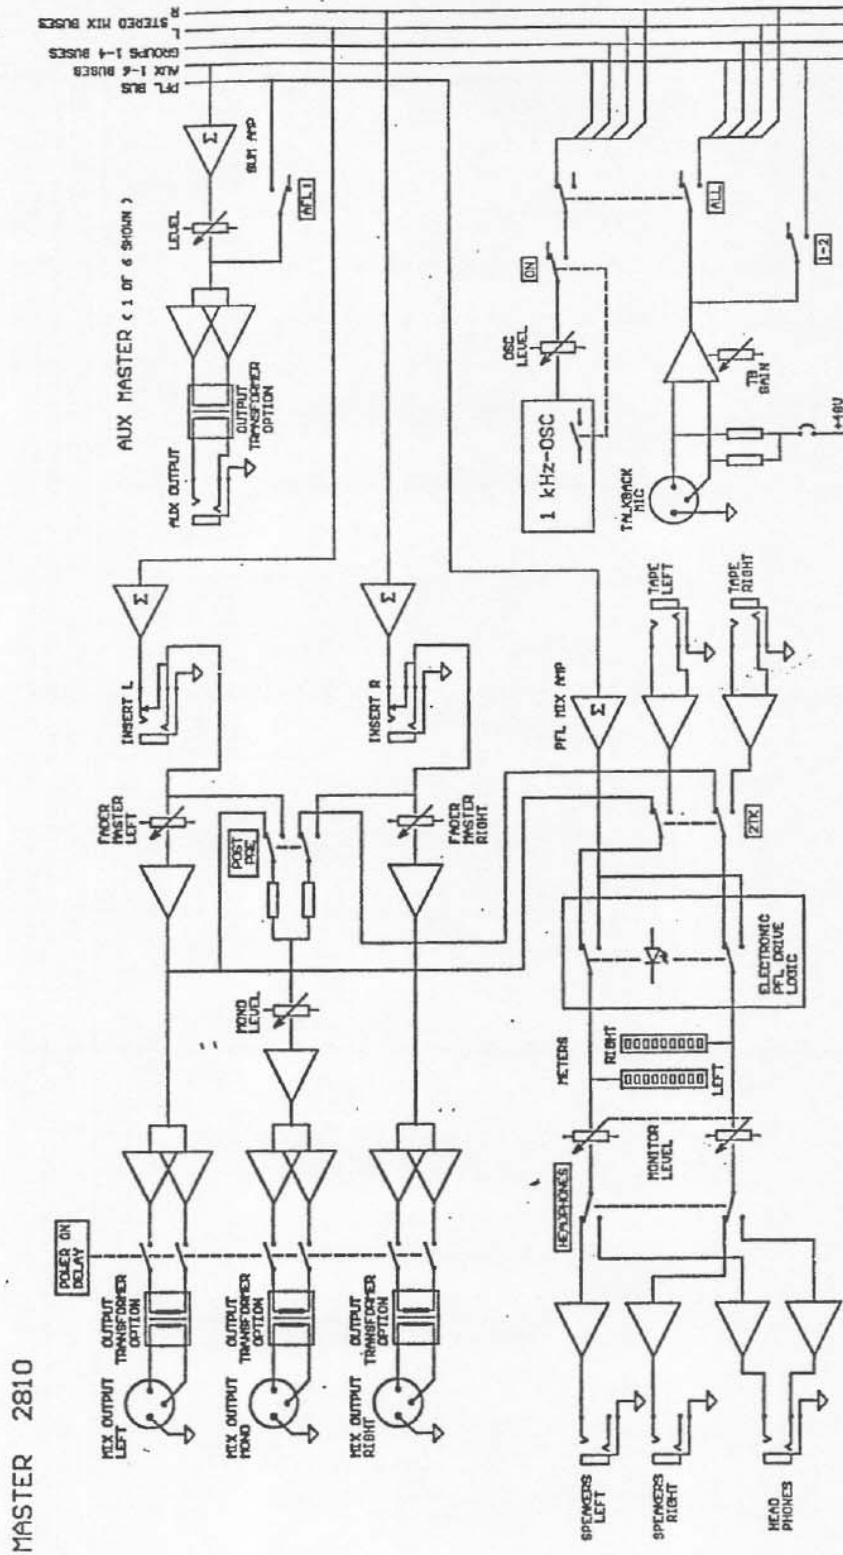 MASTER 2810
POWER ON
DELAY
MIX OUTPUT
LEFT
OUTPUT
TRANSFORMER
OPTION
MIX OUTPUT
MONO
OUTPUT
TRANSFORMER
OPTION
MIX OUTPUT
RIGHT
OUTPUT
TRANSFORMER
OPTION
MONO
LEVEL
FADER
MASTER
LEFT
POST
PRE
FADER
MASTER
RIGHT
INSERT L
Σ
INSERT R
Σ
AUX MASTER ( 1 OF 6 SHOWN )
AUX OUTPUT
OUTPUT
TRANSFORMER
OPTION
LEVEL
Σ
SUM AMP
AFL!
R
STEREO MIX BUSES
L
GROUPS 1-4 BUSES
AUX 1-6 BUSES
PFL BUS
SPEAKERS
LEFT
SPEAKERS
RIGHT
HEAD
PHONES
HEADPHONES
MONITOR
LEVEL
METERS
RIGHT
LEFT
ELECTRONIC
PFL DRIVE
LOGIC
2TK
PFL MIX AMP
Σ
TAPE
LEFT
TAPE
RIGHT
1 kHz-OSC
OSC
LEVEL
ON
ALL
1-2
TALKBACK
MIC
TB
GAIN
+48V